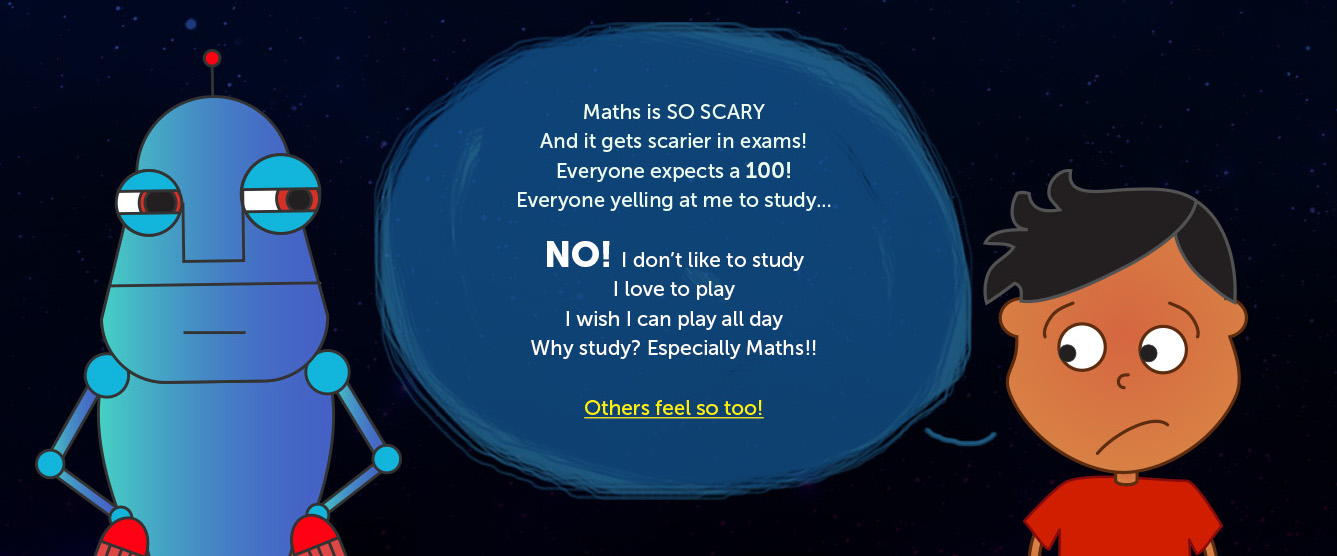 Maths is SO SCARY
And it gets scarier in exams!
Everyone expects a 100!
Everyone yelling at me to study...
NO! I don't like to study
I love to play
I wish I can play all day
Why study? Especially Maths!!
Others feel so too!